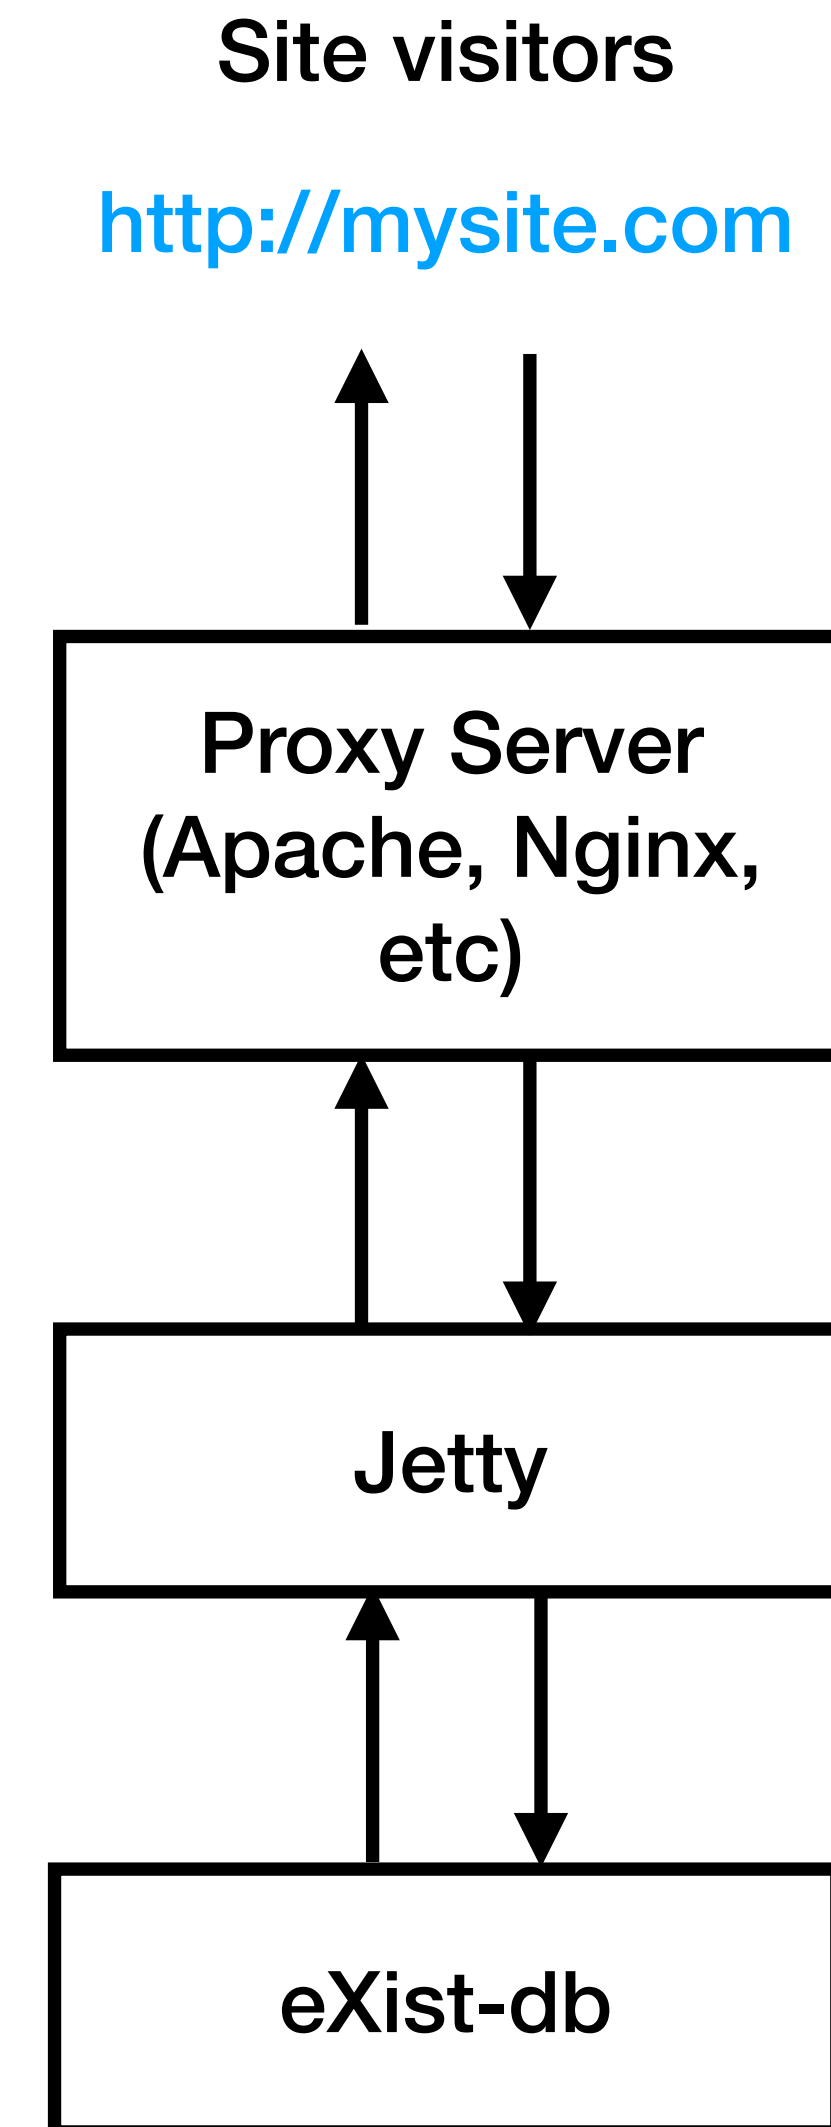 Site visitors
http://mysite.com
Proxy Server
(Apache, Nginx,
etc)
Jetty
eXist-db